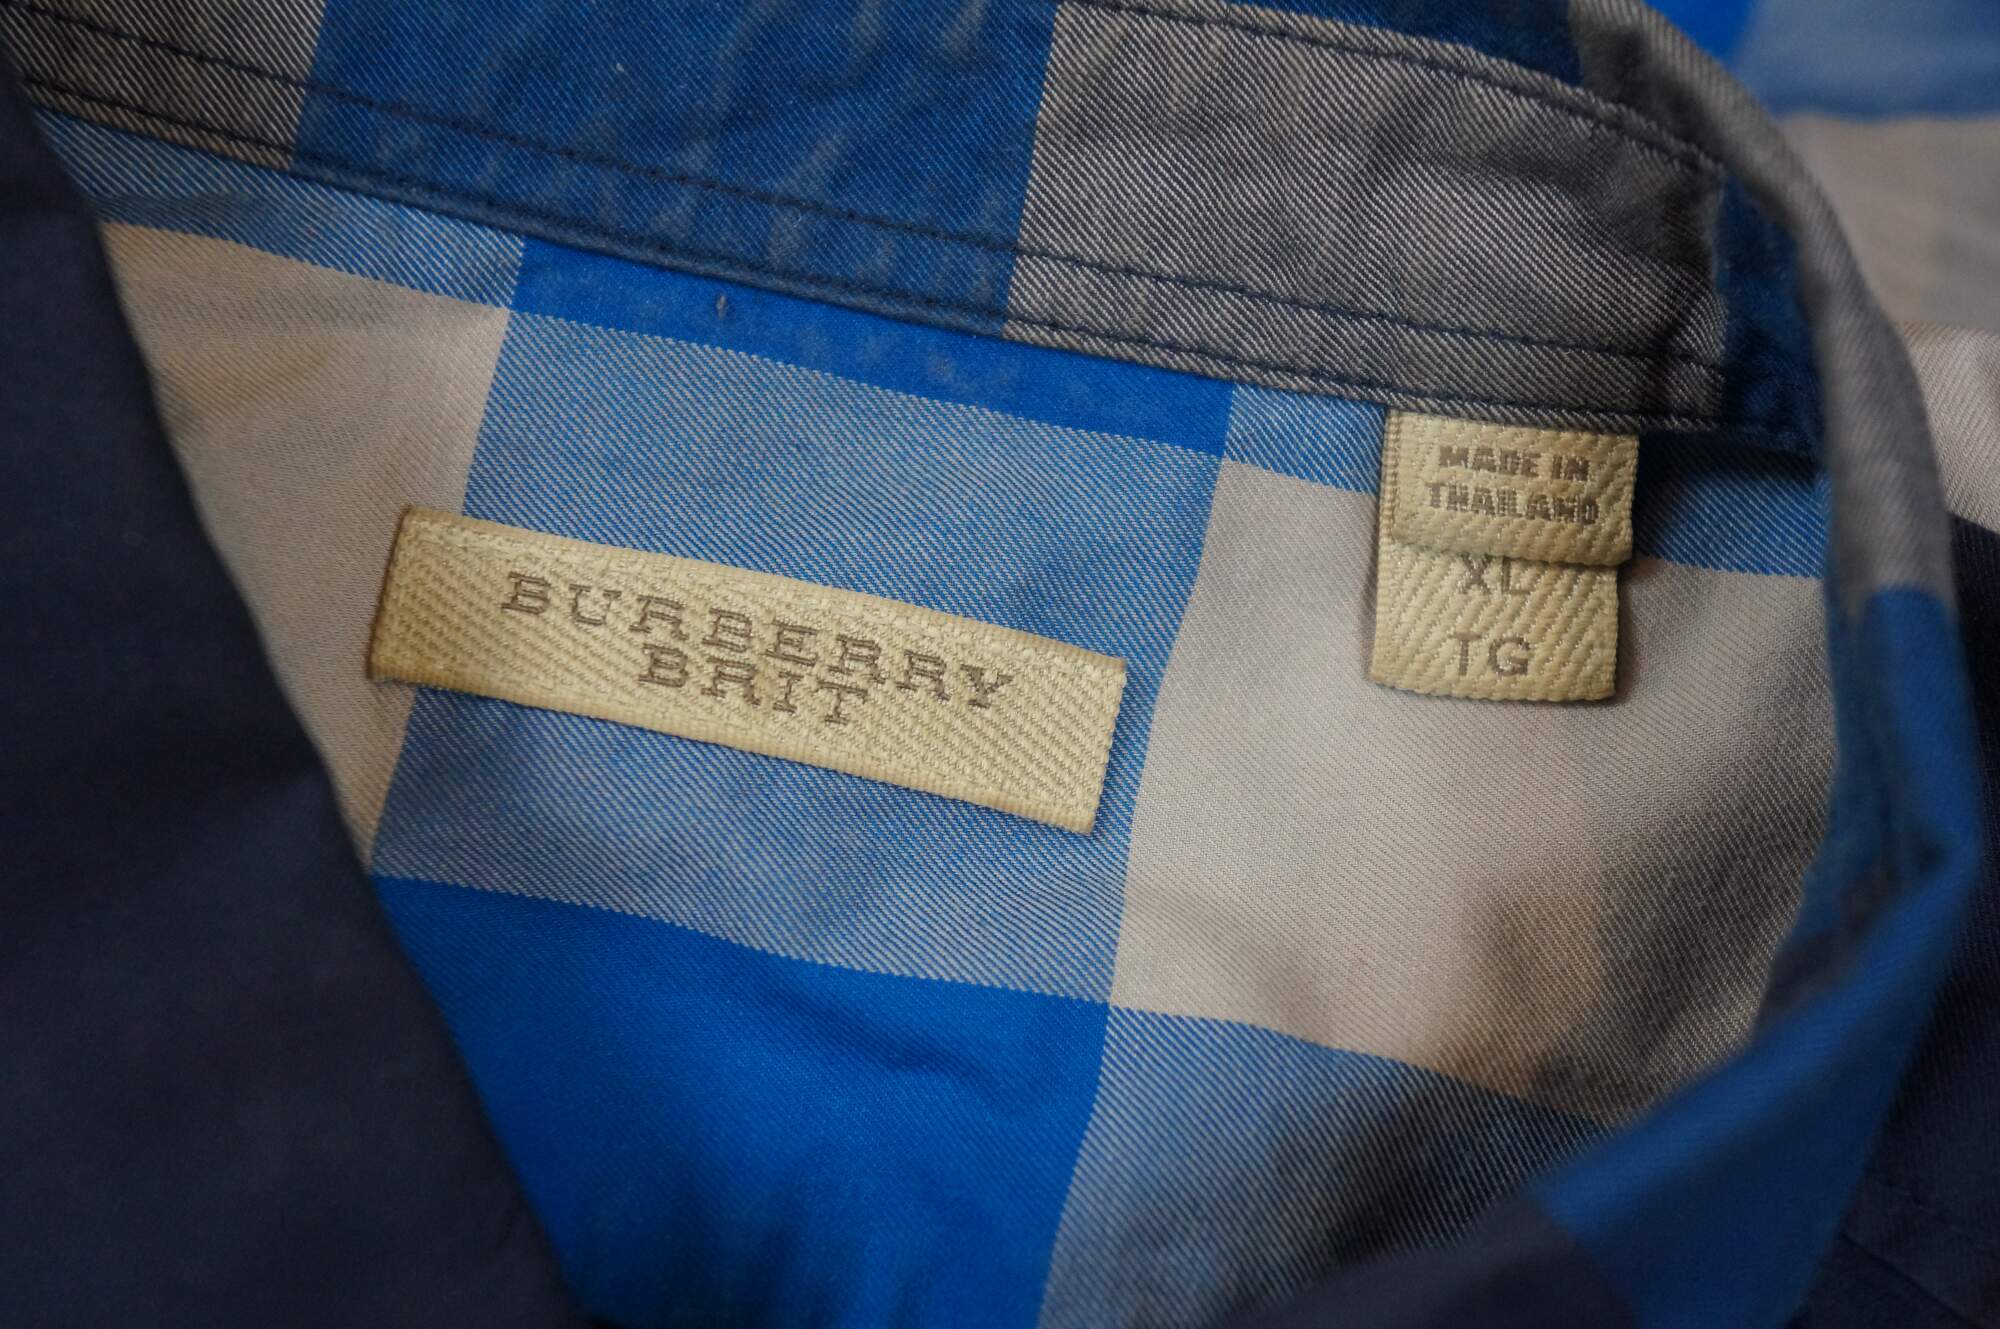 BURBERRY
BRIT
MADE IN
THAILAND
XL
TG